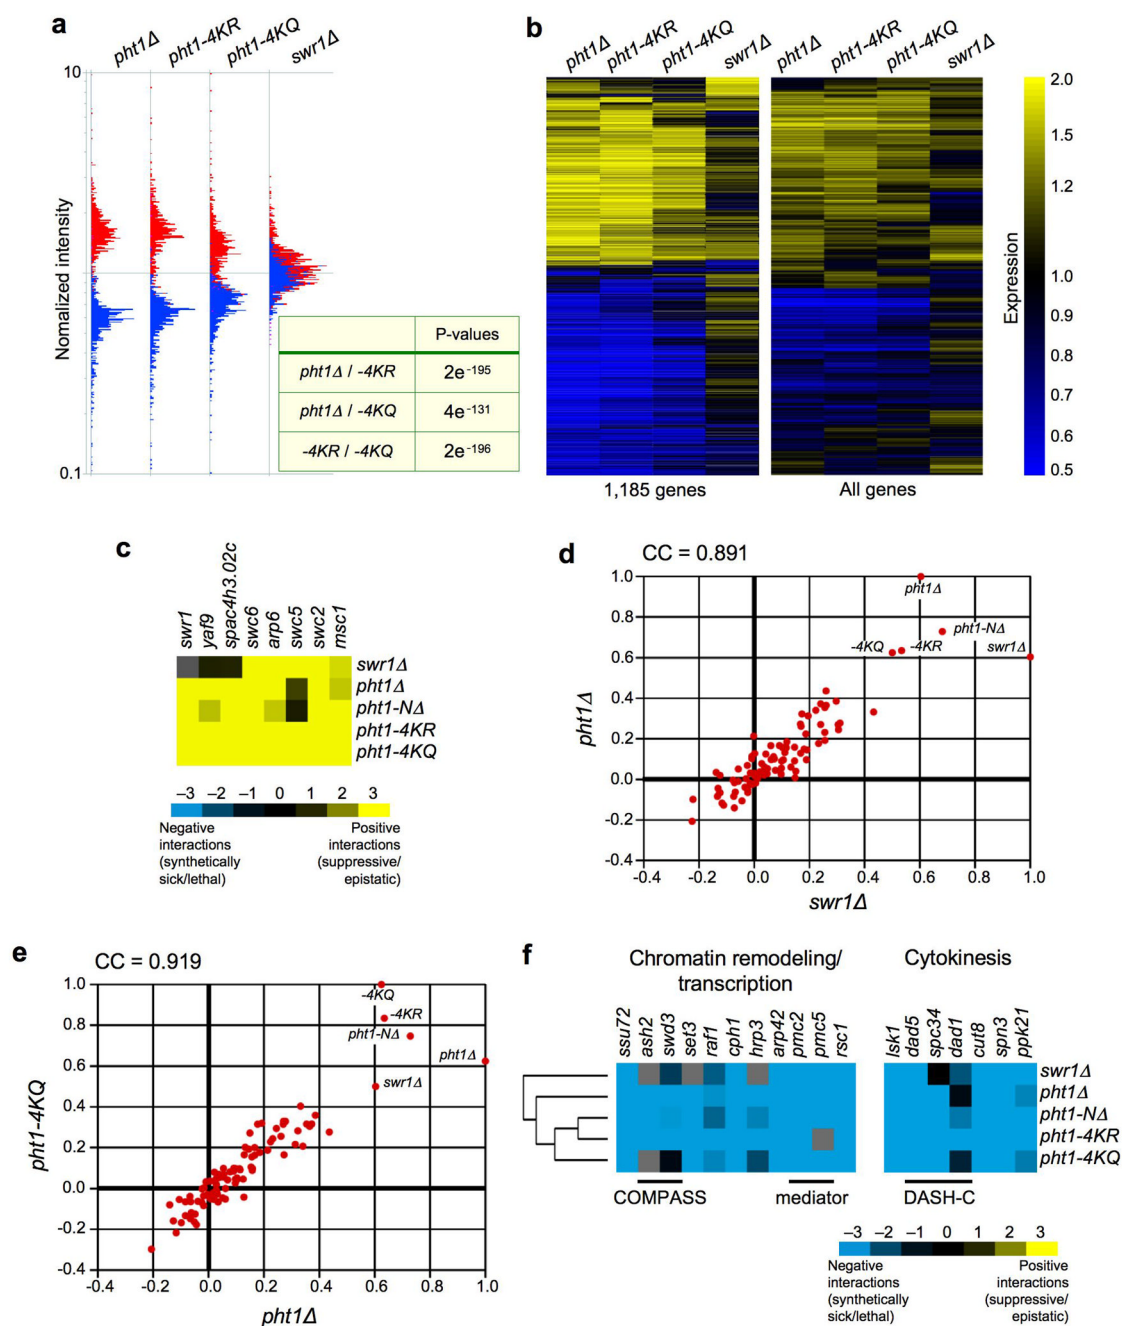 a
pht1Δ pht1-4KR pht1-4KQ swr1Δ
10
Nomalized intensity
0.1
P-values
pht1Δ / -4KR 2e-195
pht1Δ / -4KQ 4e-131
-4KR / -4KQ 2e-196
b
pht1Δ pht1-4KR pht1-4KQ swr1Δ pht1Δ pht1-4KR pht1-4KQ swr1Δ
1,185 genes All genes
2.0
1.5
1.2
1.0
0.9
0.8
0.7
0.6
0.5
Expression
c
swr1 yaf9 spac4h3.02c swc6 arp6 swc5 swc2 msc1
swr1Δ
pht1Δ
pht1-NΔ
pht1-4KR
pht1-4KQ
–3 –2 –1 0 1 2 3
Negative interactions (synthetically sick/lethal)
Positive interactions (suppressive/ epistatic)
d
CC = 0.891
1.0
0.8
0.6
0.4
0.2
0.0
-0.2
-0.4
pht1Δ
pht1Δ
pht1-NΔ
-4KQ -4KR swr1Δ
-0.4 -0.2 0.0 0.2 0.4 0.6 0.8 1.0
swr1Δ
e
CC = 0.919
1.0
0.8
0.6
0.4
0.2
0.0
-0.2
-0.4
pht1-4KQ
-4KQ
-4KR
pht1-NΔ
pht1Δ
swr1Δ
-0.4 -0.2 0.0 0.2 0.4 0.6 0.8 1.0
pht1Δ
f
Chromatin remodeling/
transcription
Cytokinesis
ssu72 ash2 swd3 set3 raf1 cph1 hrp3 arp42 pmc2 pmc5 rsc1
lsk1 dad5 spc34 dad1 cut8 spn3 ppk21
swr1Δ
pht1Δ
pht1-NΔ
pht1-4KR
pht1-4KQ
COMPASS mediator DASH-C
–3 –2 –1 0 1 2 3
Negative interactions (synthetically sick/lethal)
Positive interactions (suppressive/ epistatic)